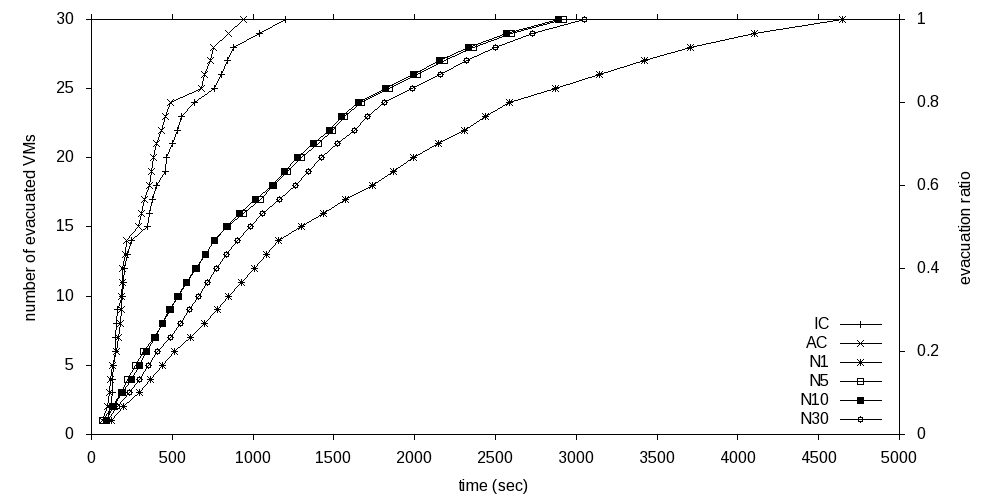 30
25
20
15
10
5
0
number of evacuated VMs
0
500
1000
1500
2000
2500
3000
3500
4000
4500
5000
time (sec)
1
0.8
0.6
0.4
0.2
0
evacuation ratio
IC
AC
N1
N5
N10
N30